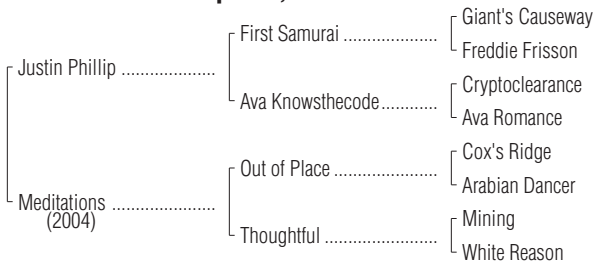 Giant's Causeway
First Samurai ....................
Freddie Frisson
Justin Phillip ....................
Cryptoclearance
Ava Knowsthecode............
Ava Romance
Cox's Ridge
Out of Place ......................
Arabian Dancer
Meditations ......................
(2004)
Mining
Thoughtful ........................
White Reason